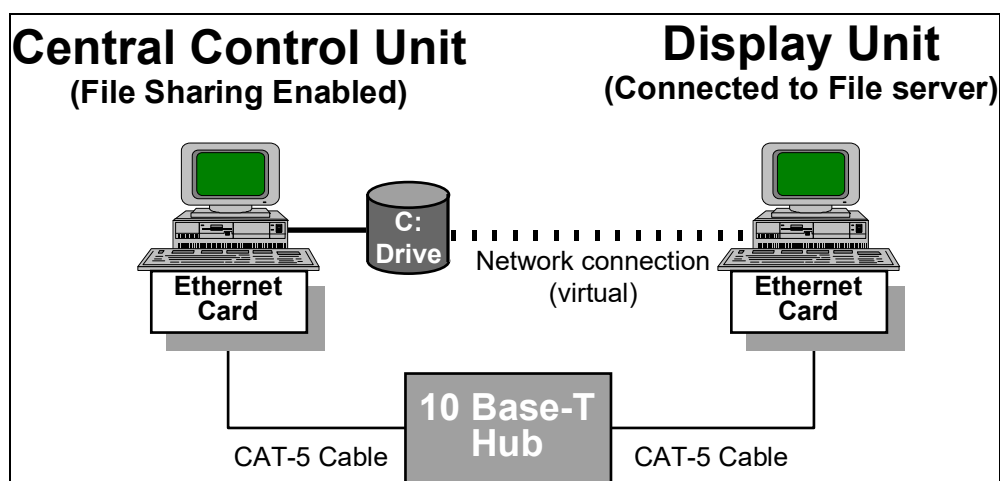 Central Control Unit
(File Sharing Enabled)
Display Unit
(Connected to File server)
C:
Drive
Network connection
(virtual)
Ethernet
Card
Ethernet
Card
10 Base-T
Hub
CAT-5 Cable
CAT-5 Cable